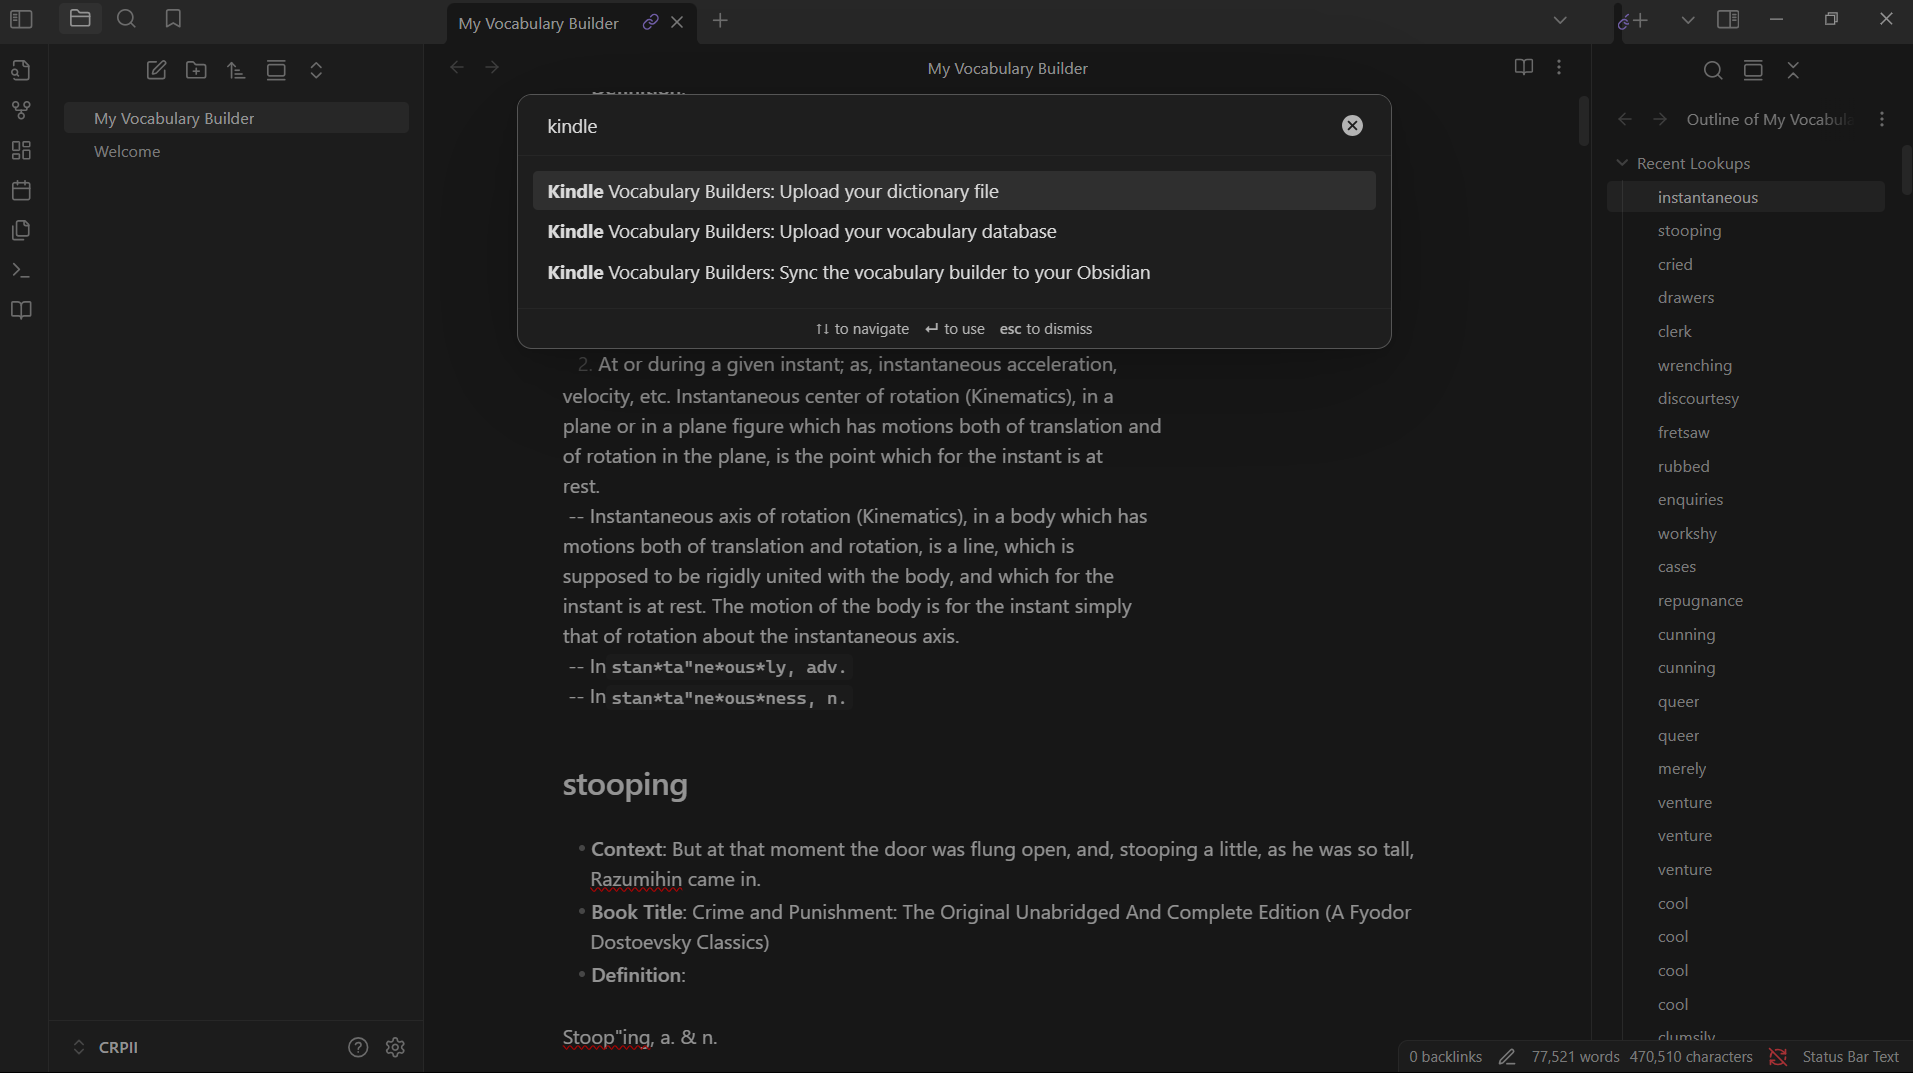 My Vocabulary Builder
My Vocabulary Builder
Welcome
CRPII
My Vocabulary Builder
Definition:
kindle
Kindle Vocabulary Builders: Upload your dictionary file
Kindle Vocabulary Builders: Upload your vocabulary database
Kindle Vocabulary Builders: Sync the vocabulary builder to your Obsidian
↑↓ to navigate ↵ to use esc to dismiss
2. At or during a given instant; as, instantaneous acceleration,
velocity, etc. Instantaneous center of rotation (Kinematics), in a
plane or in a plane figure which has motions both of translation and
of rotation in the plane, is the point which for the instant is at
rest.
-- Instantaneous axis of rotation (Kinematics), in a body which has
motions both of translation and rotation, is a line, which is
supposed to be rigidly united with the body, and which for the
instant is at rest. The motion of the body is for the instant simply
that of rotation about the instantaneous axis.
-- In stan*ta"ne*ous*ly, adv.
-- In stan*ta"ne*ous*ness, n.
stooping
• Context: But at that moment the door was flung open, and, stooping a little, as he was so tall,
Razumihin came in.
• Book Title: Crime and Punishment: The Original Unabridged And Complete Edition (A Fyodor
Dostoevsky Classics)
• Definition:
Stoop"ing, a. & n.
Outline of My Vocabula
Recent Lookups
instantaneous
stooping
cried
drawers
clerk
wrenching
discourtesy
fretsaw
rubbed
enquiries
workshy
cases
repugnance
cunning
cunning
queer
queer
merely
venture
venture
venture
cool
cool
cool
cool
clumsily
0 backlinks 77,521 words 470,510 characters Status Bar Text